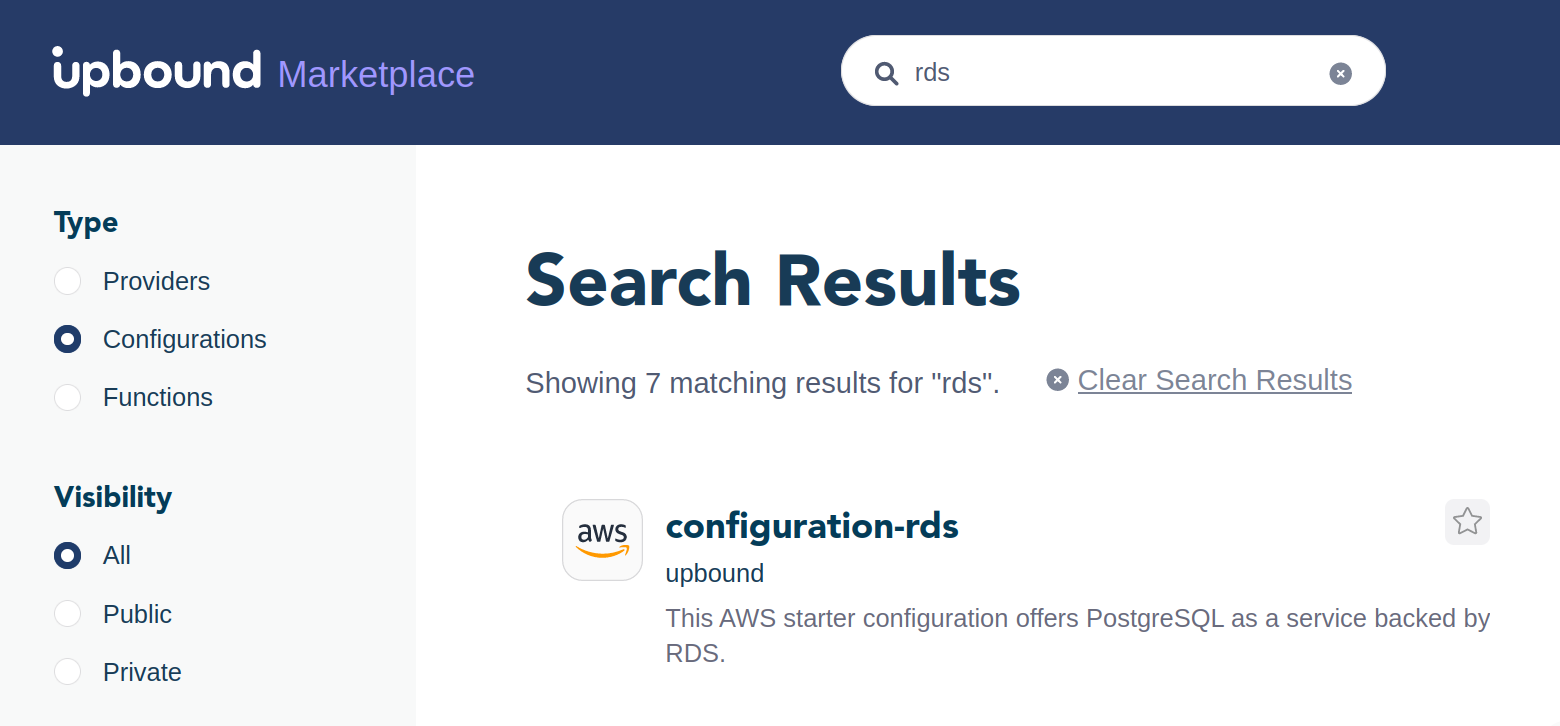 upbound Marketplace
rds
Type
Providers
Configurations
Functions
Visibility
All
Public
Private
Search Results
Showing 7 matching results for "rds".
Clear Search Results
aws
configuration-rds
upbound
This AWS starter configuration offers PostgreSQL as a service backed by
RDS.